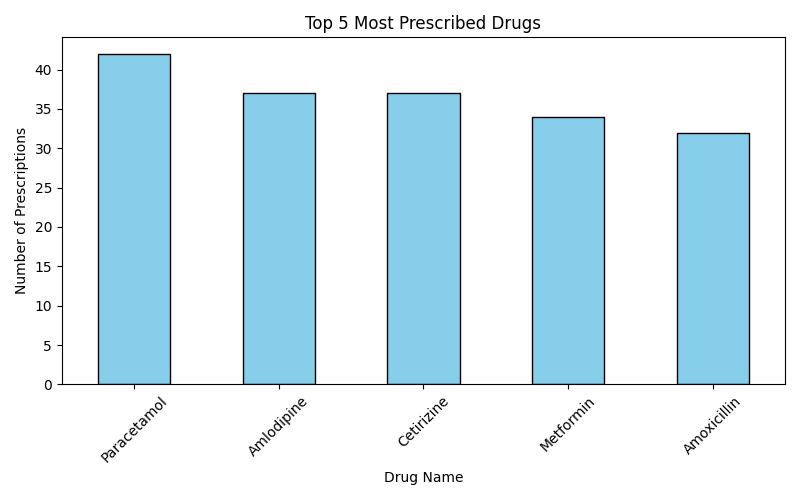 Top 5 Most Prescribed Drugs
Number of Prescriptions
40
35
30
25
20
15
10
5
0
Paracetamol
Amlodipine
Cetirizine
Metformin
Amoxicillin
Drug Name